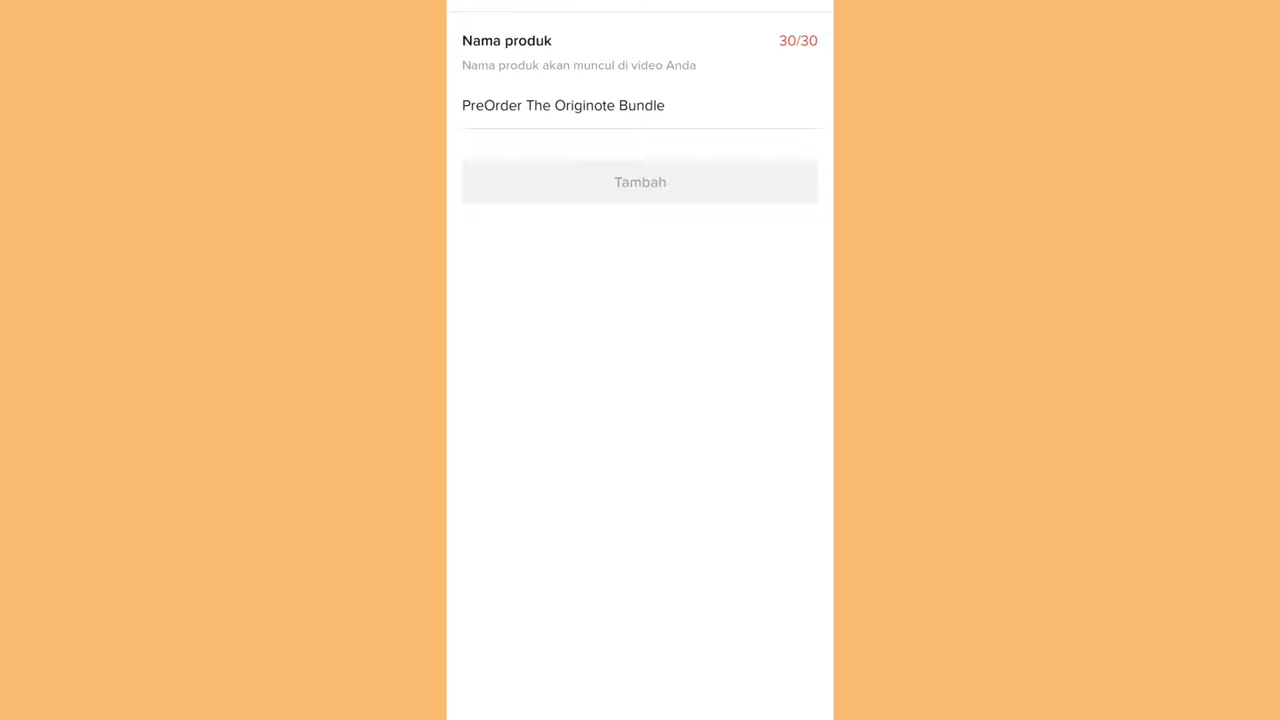 Nama produk 30/30
Nama produk akan muncul di video Anda
PreOrder The Originote Bundle
Tambah